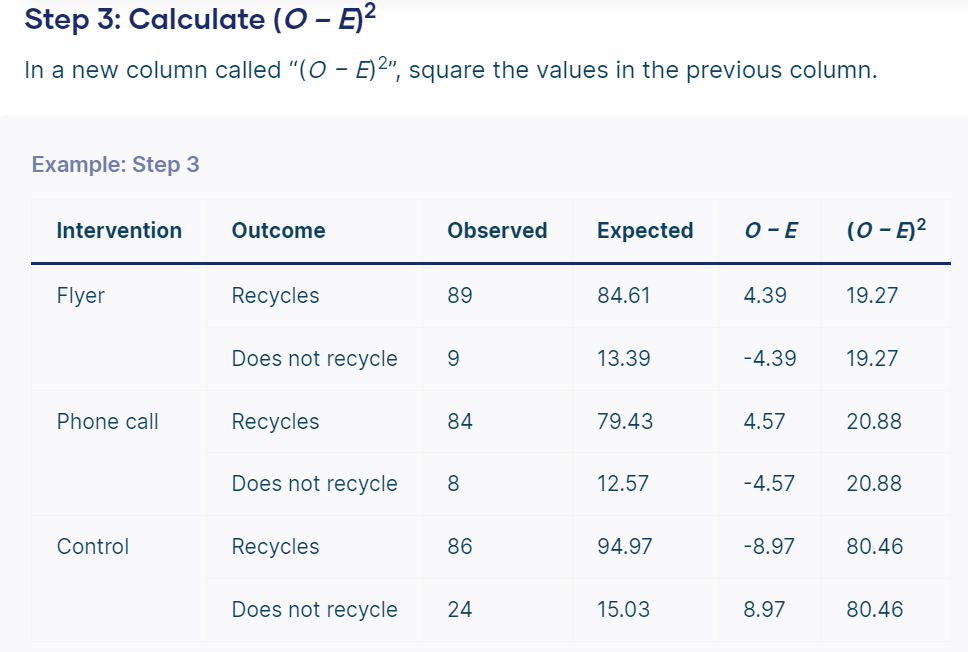 Step 3: Calculate (O – E)²
In a new column called “(O − E)²”, square the values in the previous column.
Example: Step 3
Intervention Outcome Observed Expected O – E (O – E)²
Flyer Recycles 89 84.61 4.39 19.27
Does not recycle 9 13.39 -4.39 19.27
Phone call Recycles 84 79.43 4.57 20.88
Does not recycle 8 12.57 -4.57 20.88
Control Recycles 86 94.97 -8.97 80.46
Does not recycle 24 15.03 8.97 80.46